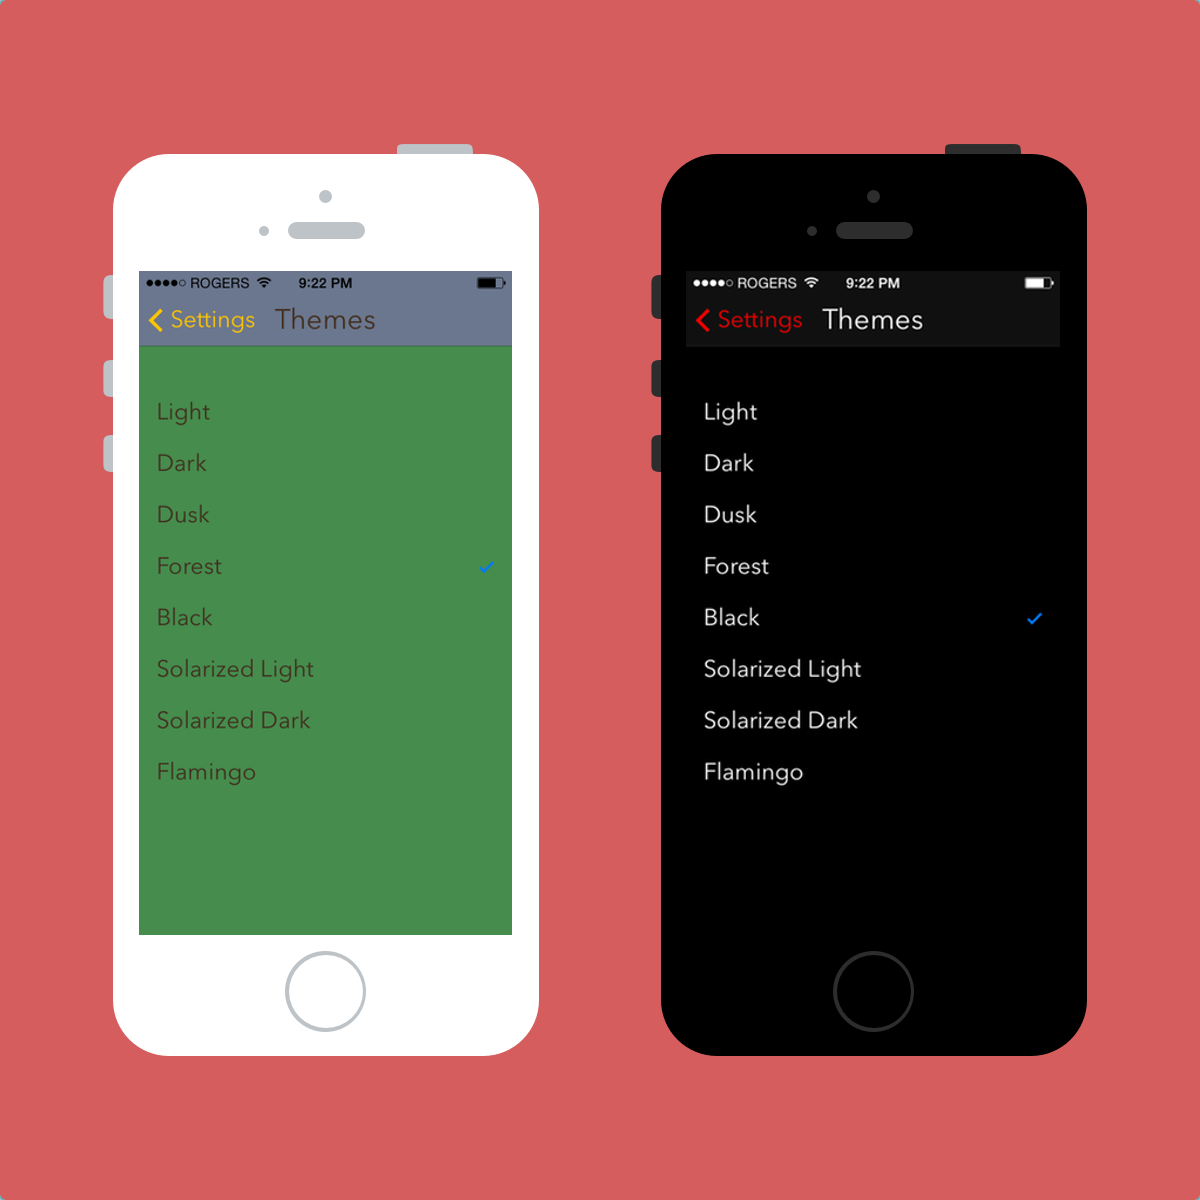 ROGERS 9:22 PM
Settings Themes
Light
Dark
Dusk
Forest
Black
Solarized Light
Solarized Dark
Flamingo
ROGERS 9:22 PM
Settings Themes
Light
Dark
Dusk
Forest
Black
Solarized Light
Solarized Dark
Flamingo